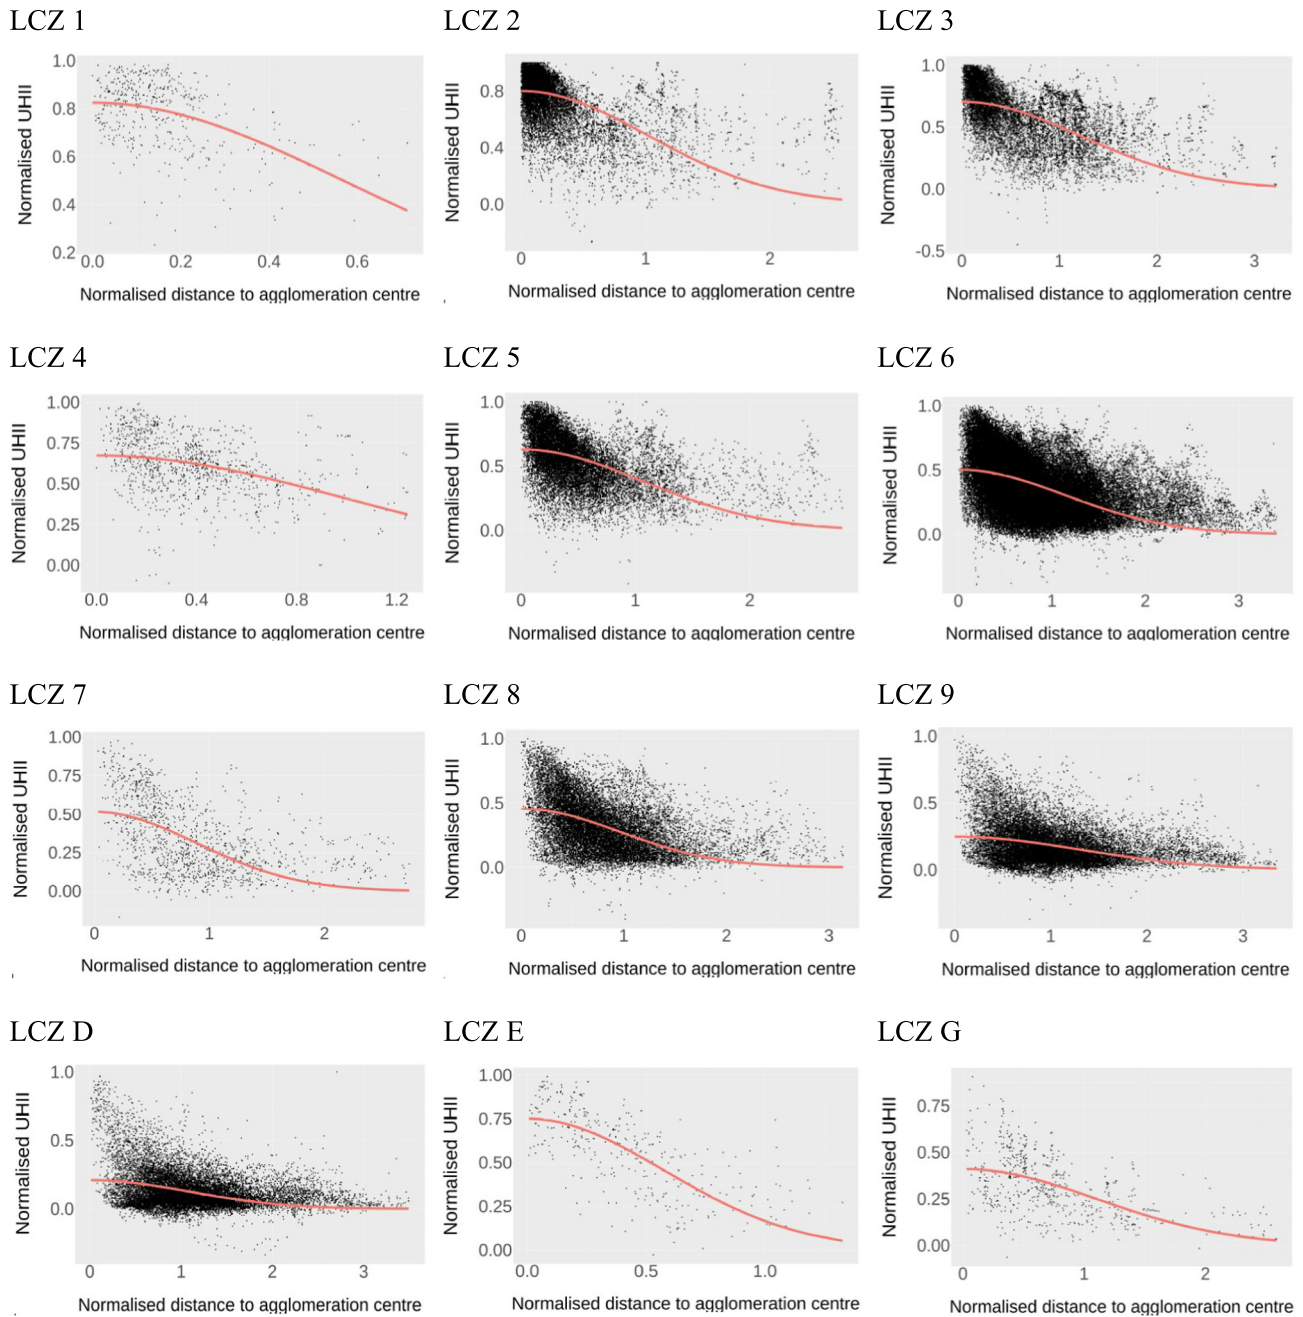 LCZ 1
LCZ 2
LCZ 3
Normalised UHII
1.0
0.8
0.6
0.4
0.2
0.0
0.2
0.4
0.6
Normalised distance to agglomeration centre
Normalised UHII
0.8
0.4
0.0
0
1
2
Normalised distance to agglomeration centre
Normalised UHII
1.0
0.5
0.0
-0.5
0
1
2
3
Normalised distance to agglomeration centre
LCZ 4
LCZ 5
LCZ 6
Normalised UHII
1.00
0.75
0.50
0.25
0.00
0.0
0.4
0.8
1.2
Normalised distance to agglomeration centre
Normalised UHII
1.0
0.5
0.0
0
1
2
Normalised distance to agglomeration centre
Normalised UHII
1.0
0.5
0.0
0
1
2
3
Normalised distance to agglomeration centre
LCZ 7
LCZ 8
LCZ 9
Normalised UHII
1.00
0.75
0.50
0.25
0.00
0
1
2
Normalised distance to agglomeration centre
Normalised UHII
1.0
0.5
0.0
0
1
2
3
Normalised distance to agglomeration centre
Normalised UHII
1.0
0.5
0.0
0
1
2
3
Normalised distance to agglomeration centre
LCZ D
LCZ E
LCZ G
Normalised UHII
1.0
0.5
0.0
0
1
2
3
Normalised distance to agglomeration centre
Normalised UHII
1.00
0.75
0.50
0.25
0.00
0.0
0.5
1.0
Normalised distance to agglomeration centre
Normalised UHII
0.75
0.50
0.25
0.00
0
1
2
Normalised distance to agglomeration centre